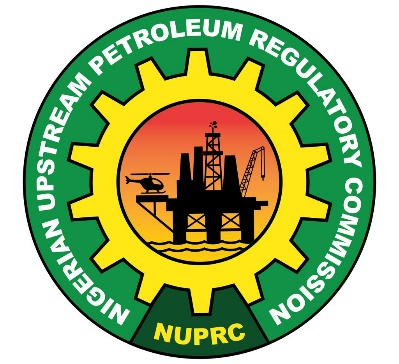 NIGERIAN UPSTREAM PETROLEUM REGULATORY COMMISSION
NUPRC